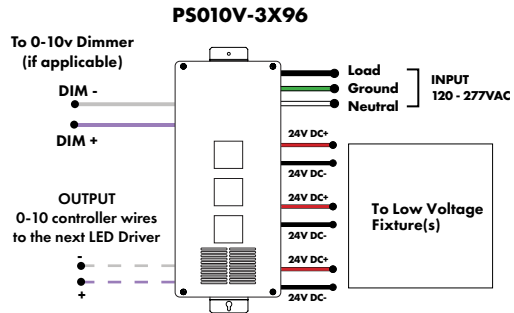 PS010V-3X96
To 0-10v Dimmer
(if applicable)
DIM -
DIM +
OUTPUT
0-10 controller wires
to the next LED Driver
-
+
Load
Ground
Neutral
INPUT
120 - 277VAC
24V DC+
24V DC-
24V DC+
24V DC-
24V DC+
24V DC-
To Low Voltage
Fixture(s)